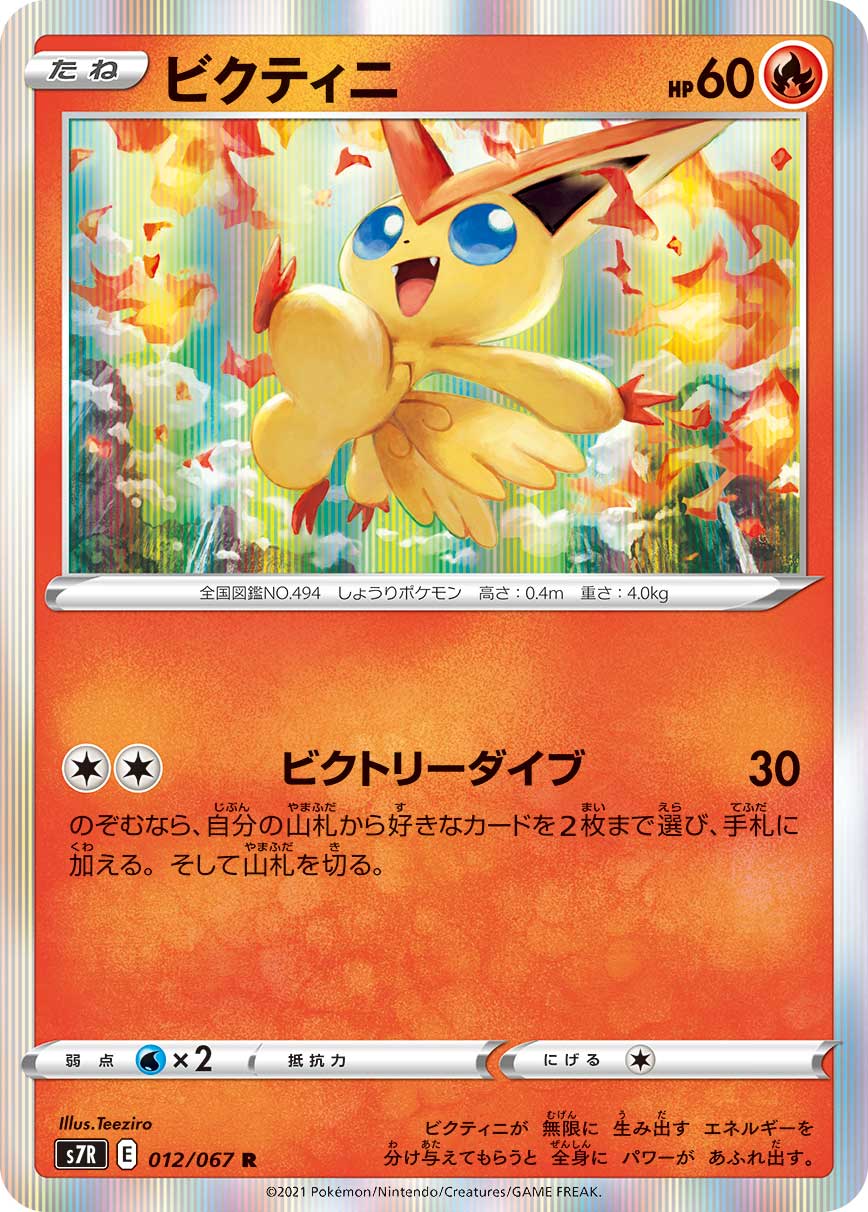 たね ビクティニ HP60
全国図鑑NO.494 しょうりポケモン 高さ:0.4m 重さ:4.0kg
ビクトリーダイブ 30
のぞむなら、自分の山札から好きなカードを2枚まで選び、手札に
加える。そして山札を切る。
弱点 ×2 抵抗力 にげる
Illus.Teeziro
ビクティニが 無限に 生み出す エネルギーを
分け与えてもらうと 全身に パワーが あふれ出す。
s7R E 012/067 R
©2021 Pokémon/Nintendo/Creatures/GAME FREAK.